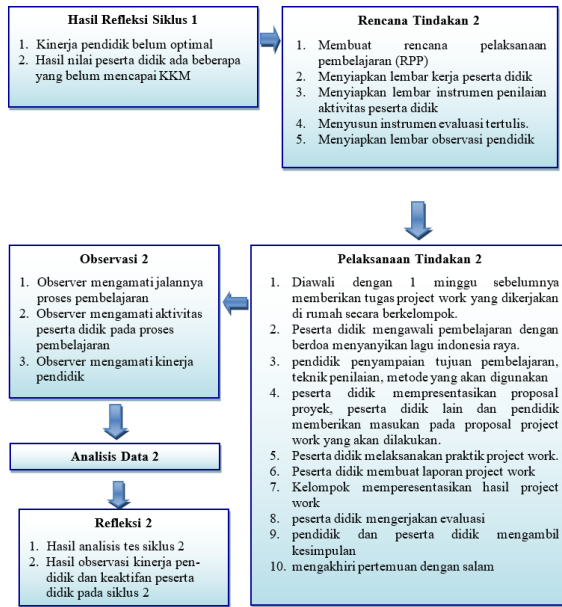 Hasil Refleksi Siklus 1
1. Kinerja pendidik belum optimal
2. Hasil nilai peserta didik ada beberapa
yang belum mencapai KKM
Rencana Tindakan 2
1. Membuat rencana pelaksanaan
pembelajaran (RPP)
2. Menyiapkan lembar kerja peserta didik
3. Menyiapkan lembar instrumen penilaian
aktivitas peserta didik
4. Menyusun instrumen evaluasi tertulis.
5. Menyiapkan lembar observasi pendidik
Pelaksanaan Tindakan 2
1. Diawali dengan 1 minggu sebelumnya
memberikan tugas project work yang dikerjakan
di rumah secara berkelompok.
2. Peserta didik mengawali pembelajaran dengan
berdoa menyanyikan lagu indonesia raya.
3. pendidik penyampaian tujuan pembelajaran,
teknik penilaian, metode yang akan digunakan
4. peserta didik mempresentasikan proposal
proyek, peserta didik lain dan pendidik
memberikan masukan pada proposal project
work yang akan dilakukan.
5. Peserta didik melaksanakan praktik project work.
6. Peserta didik membuat laporan project work
7. Kelompok memperesentasikan hasil project
work
8. peserta didik mengerjakan evaluasi
9. pendidik dan peserta didik mengambil
kesimpulan
10. mengakhiri pertemuan dengan salam
Observasi 2
1. Observer mengamati jalannya
proses pembelajaran
2. Observer mengamati aktivitas
peserta didik pada proses
pembelajaran
3. Observer mengamati kinerja
pendidik
Analisis Data 2
Refleksi 2
1. Hasil analisis tes siklus 2
2. Hasil observasi kinerja pen-
didik dan keaktifan peserta
didik pada siklus 2